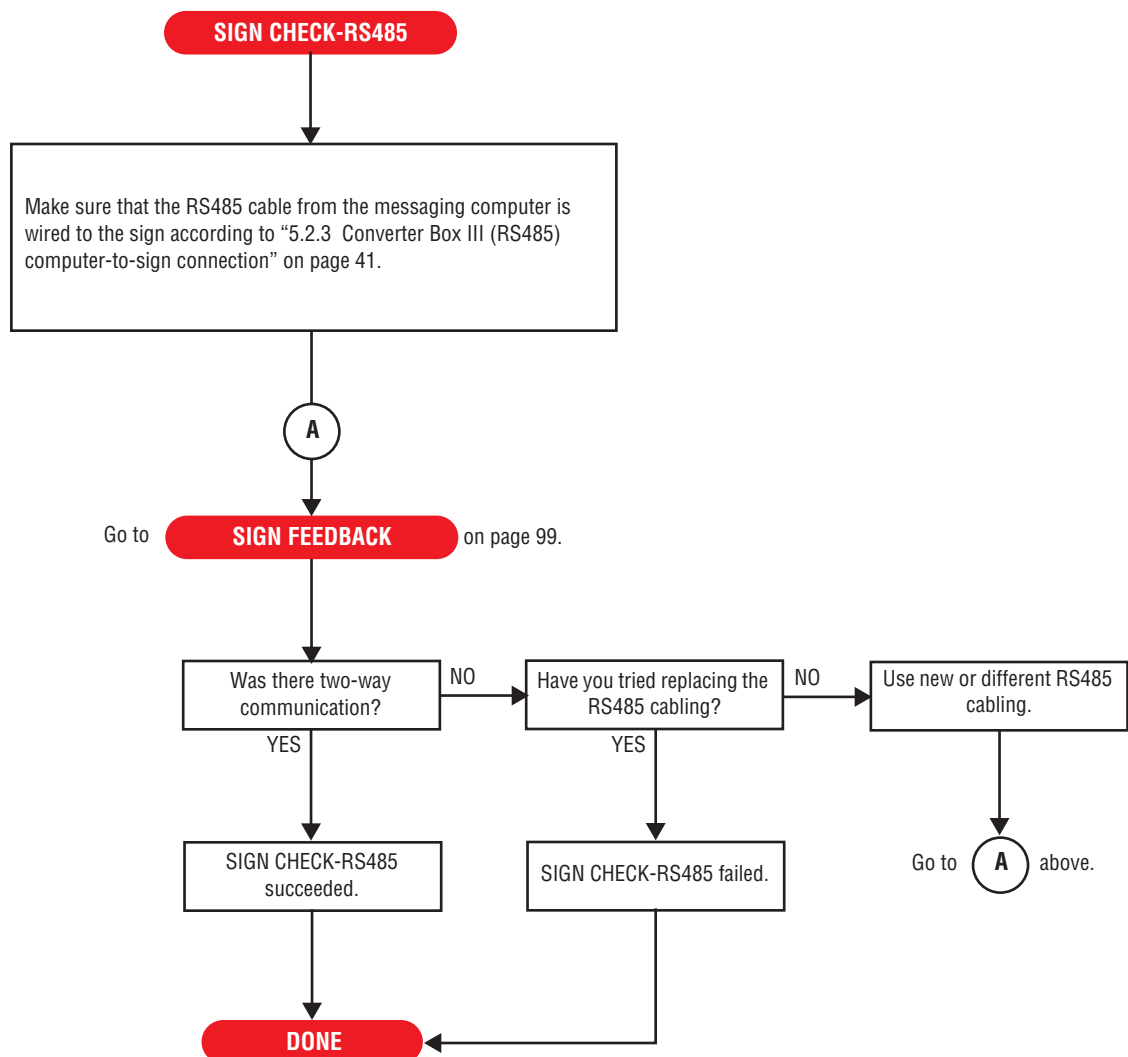 SIGN CHECK-RS485
Make sure that the RS485 cable from the messaging computer is
wired to the sign according to “5.2.3  Converter Box III (RS485)
computer-to-sign connection” on page 41.
A
Go to SIGN FEEDBACK on page 99.
Was there two-way
communication?
NO
Have you tried replacing the
RS485 cabling?
NO
Use new or different RS485
cabling.
YES
YES
SIGN CHECK-RS485
succeeded.
SIGN CHECK-RS485 failed.
Go to A above.
DONE